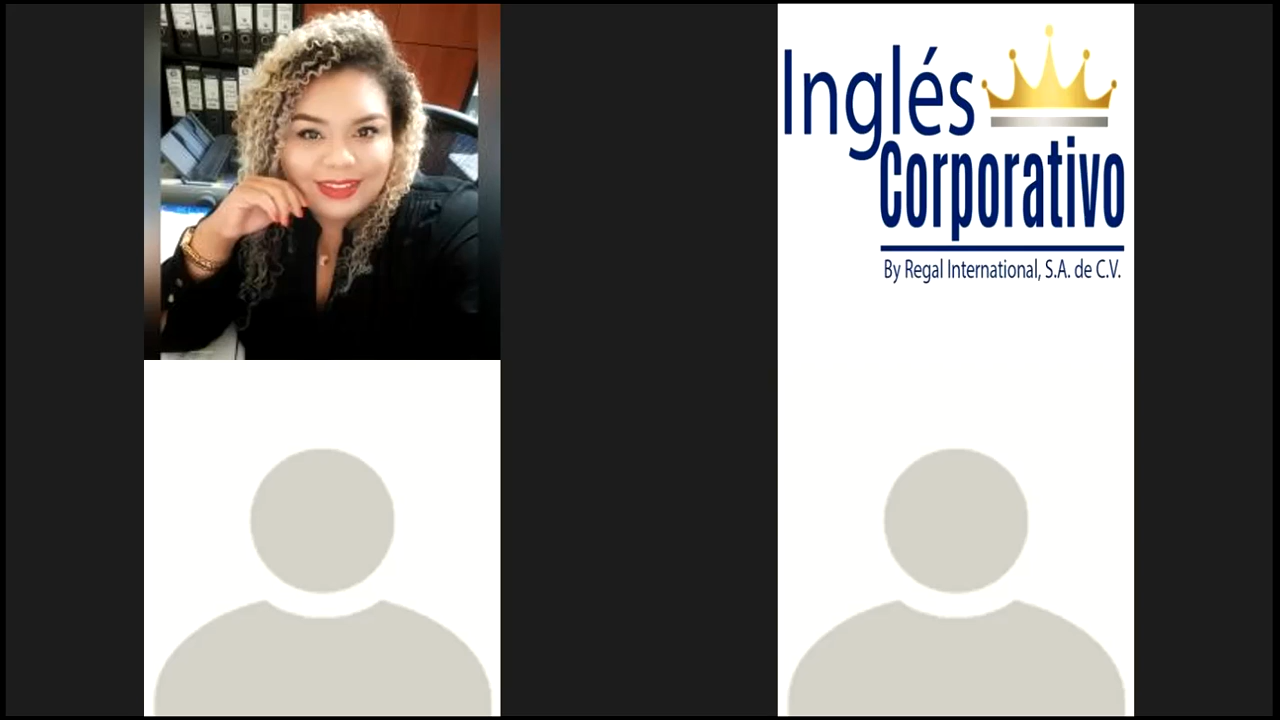 Inglés
Corporativo
By Regal International, S.A. de C.V.